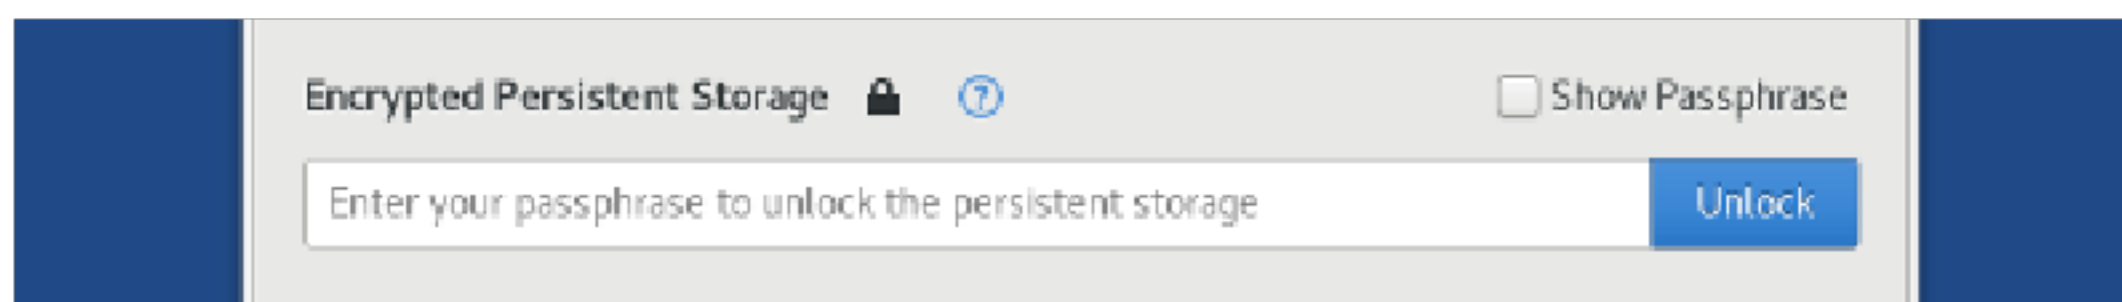 Encrypted Persistent Storage ? Show Passphrase
Enter your passphrase to unlock the persistent storage Unlock